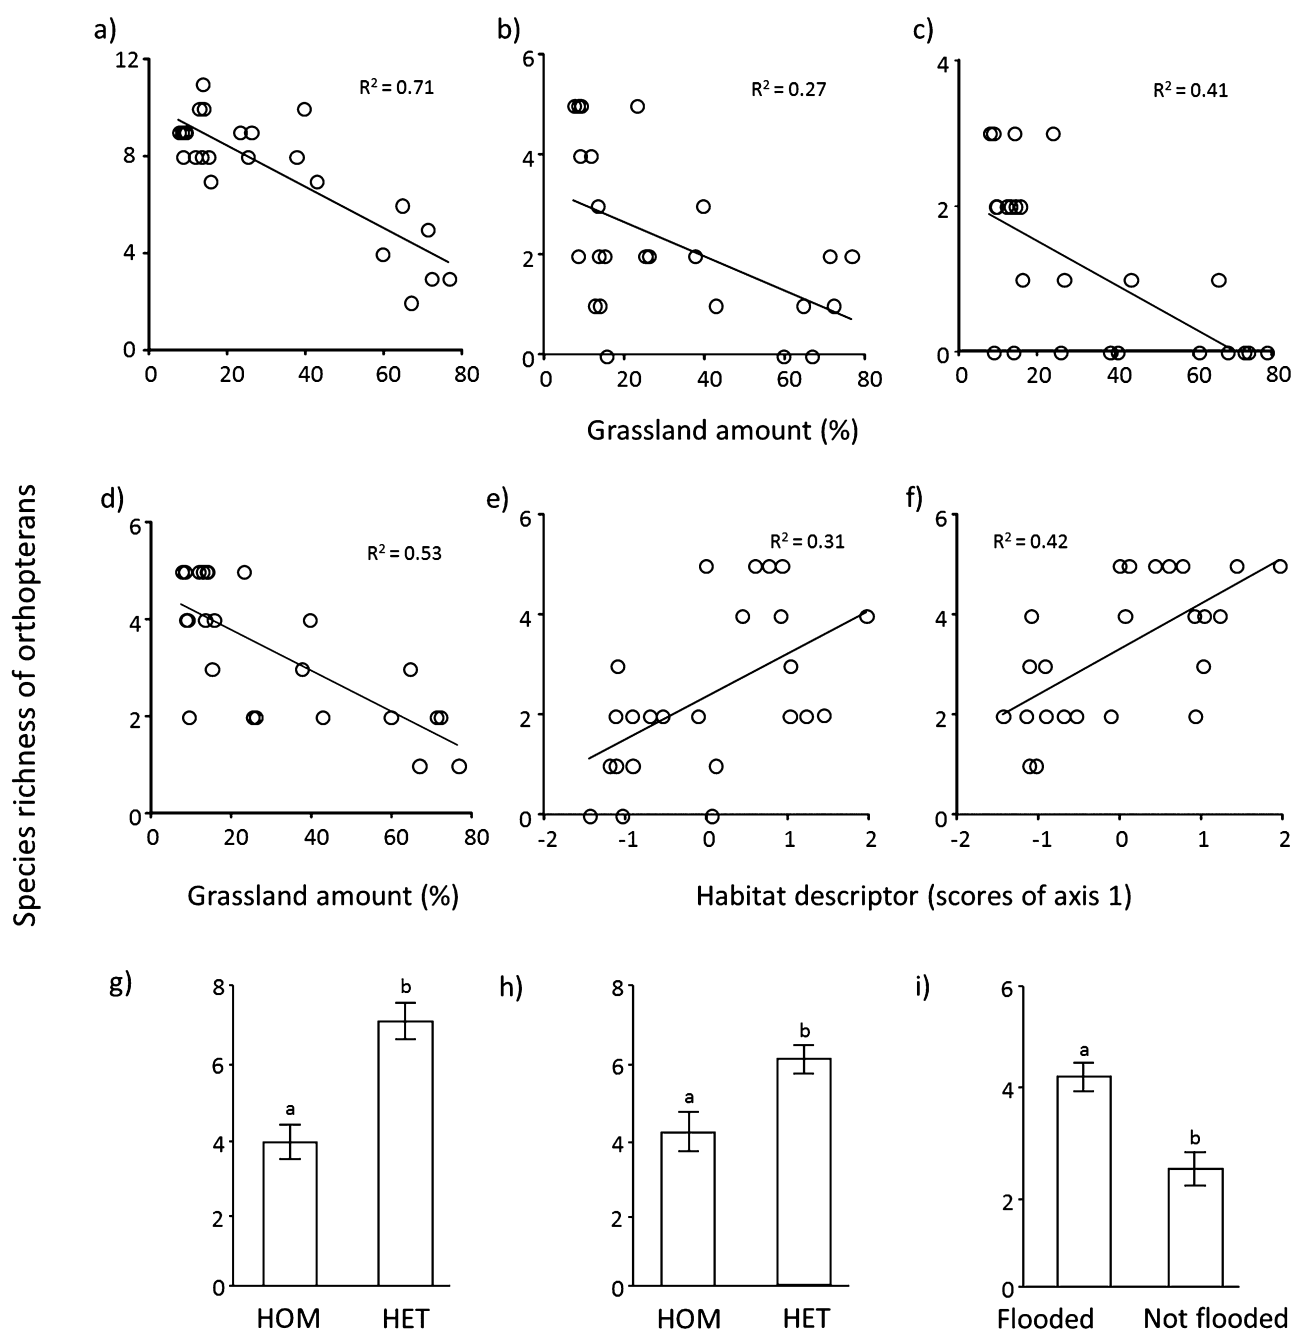 a)
b)
c)
12
8
4
0
0
20
40
60
80
R² = 0.71
6
4
2
0
0
20
40
60
80
R² = 0.27
4
2
0
0
20
40
60
80
R² = 0.41
Grassland amount (%)
Species richness of orthopterans
d)
e)
f)
6
4
2
0
0
20
40
60
80
R² = 0.53
6
4
2
0
-2
-1
0
1
2
R² = 0.31
6
4
2
0
-2
-1
0
1
2
R² = 0.42
Grassland amount (%)
Habitat descriptor (scores of axis 1)
g)
h)
i)
8
6
4
2
0
a
b
HOM
HET
8
6
4
2
0
a
b
HOM
HET
6
4
2
0
a
b
Flooded
Not flooded